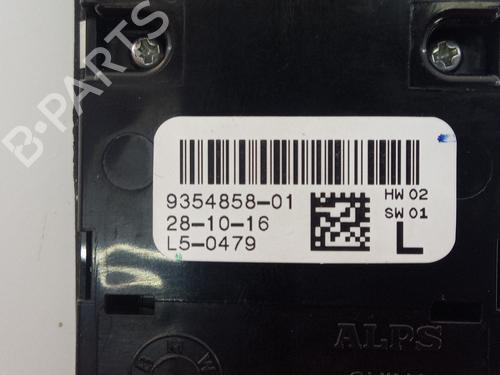 B-PARTS
9354858-01
28-10-16
L5-0479
HW 02
SW 01
L
ALPS